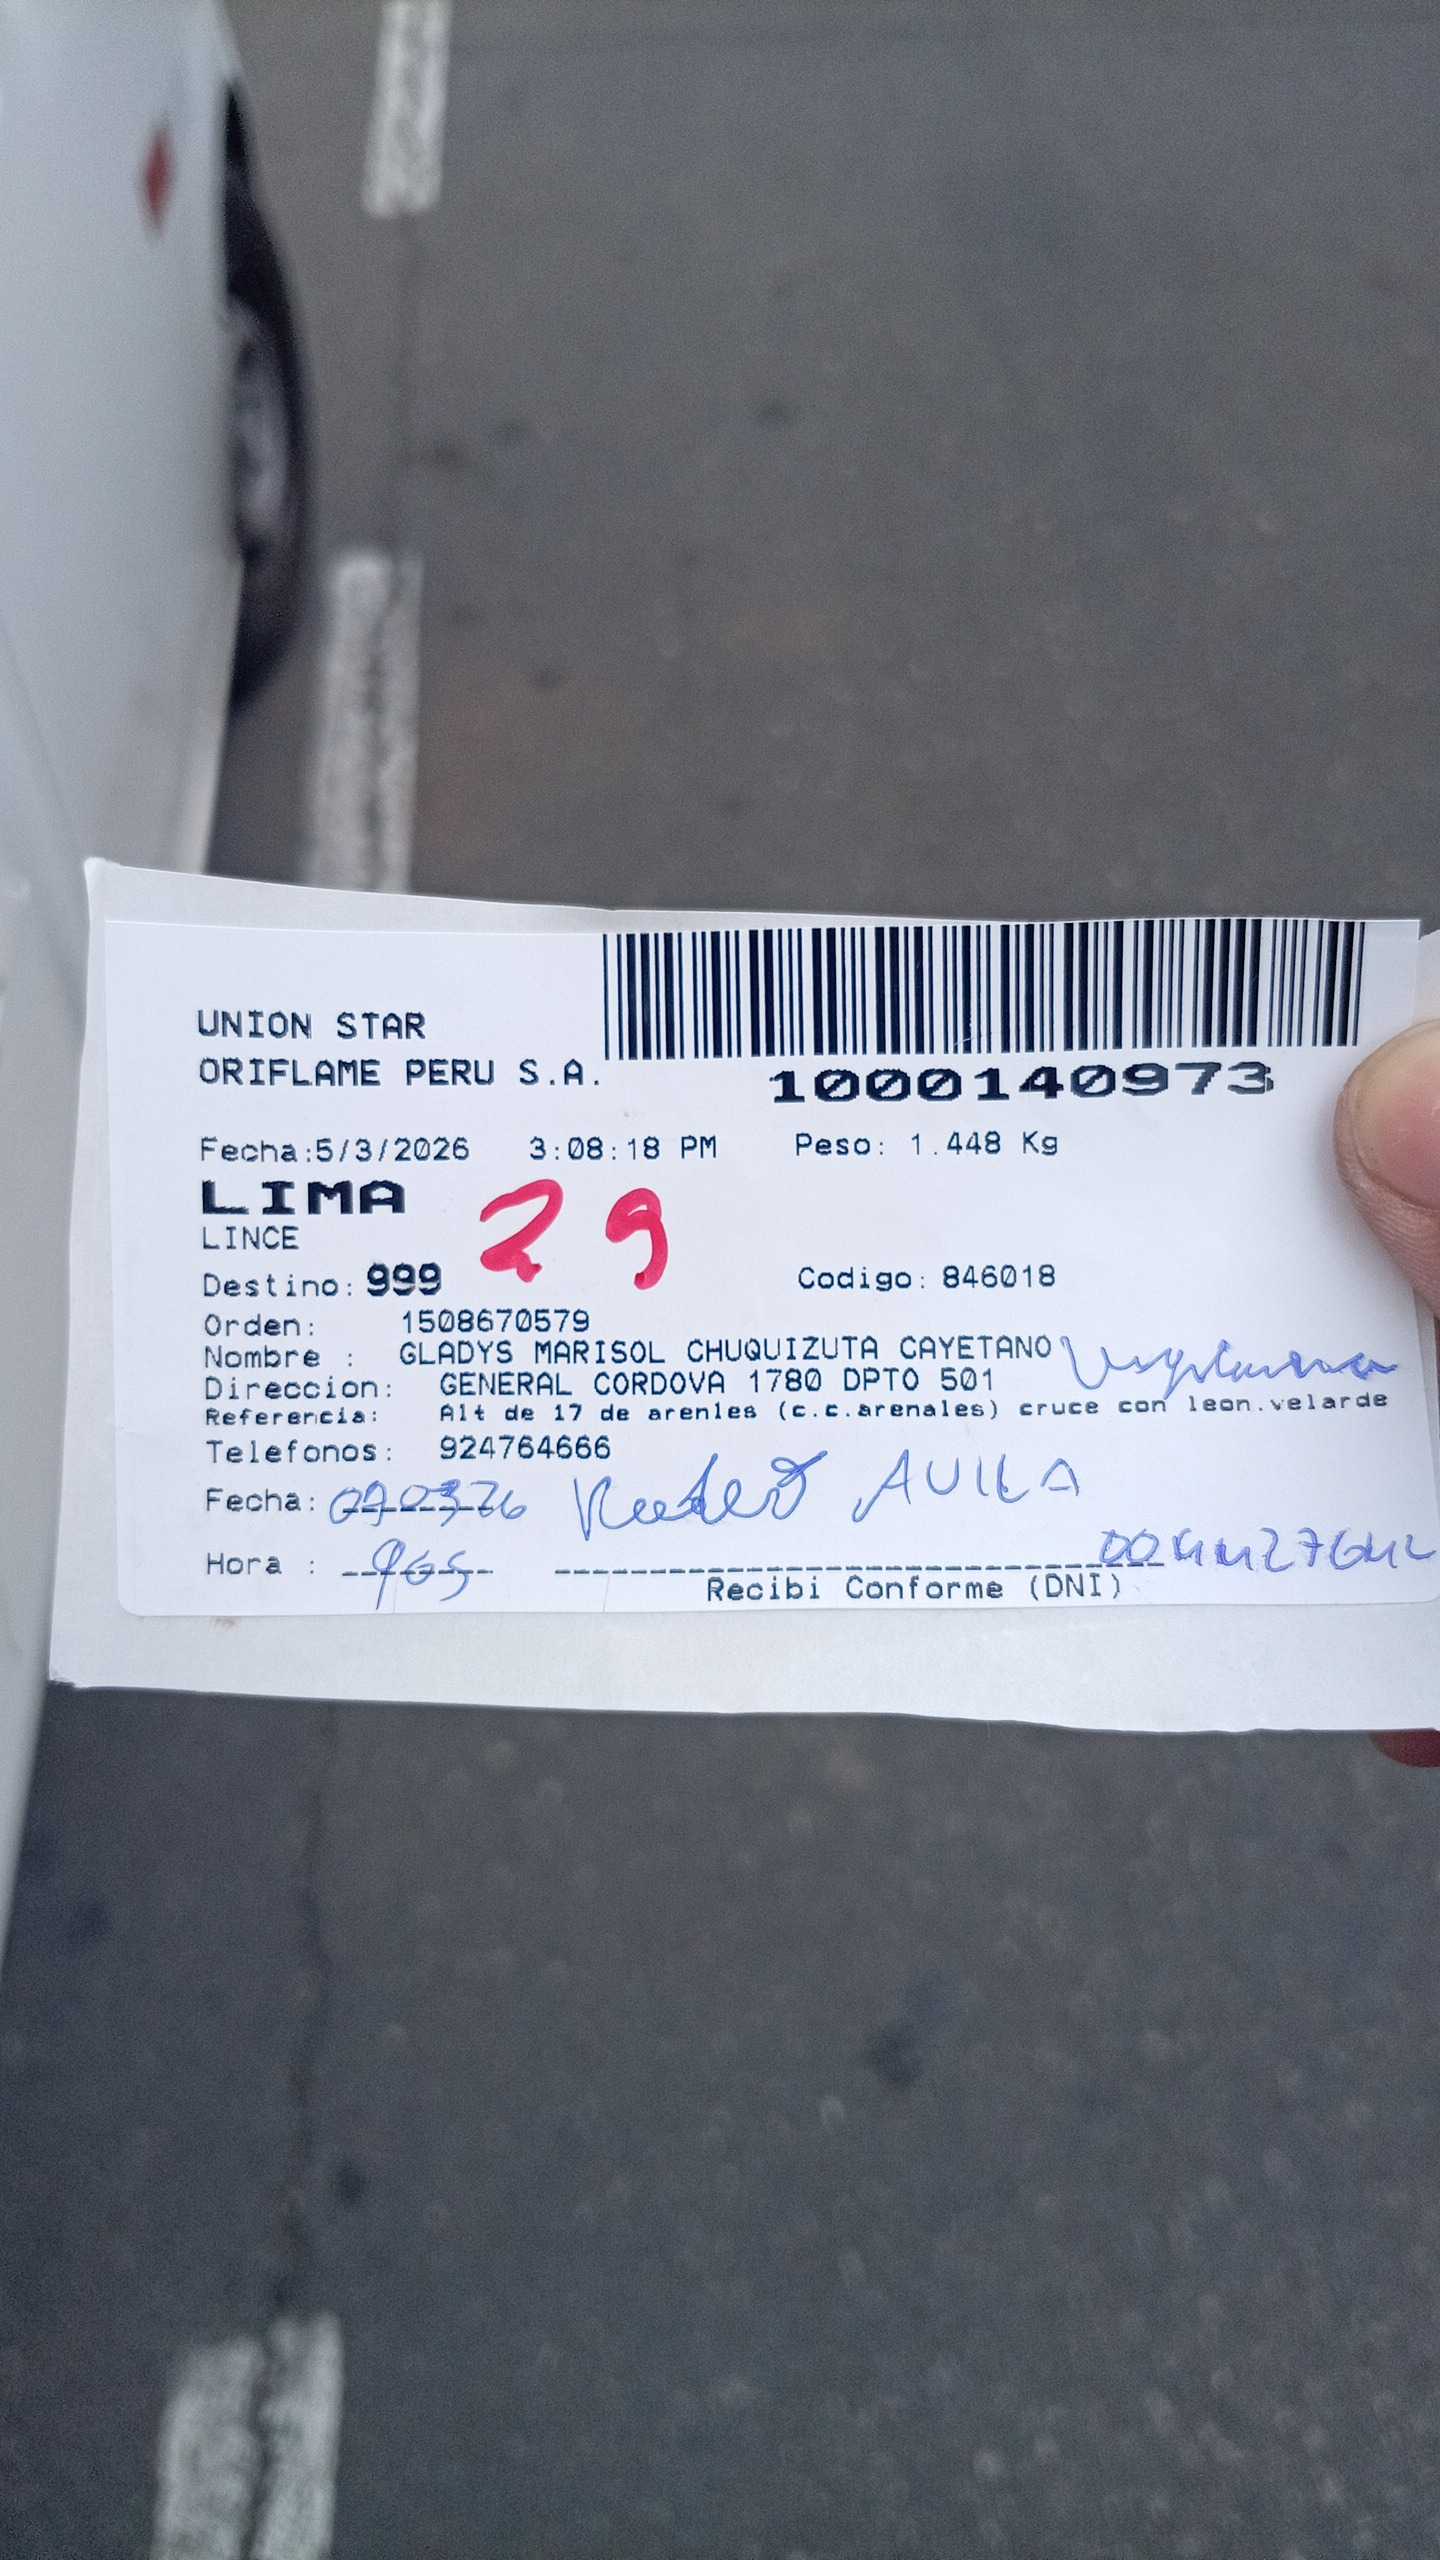 UNION STAR
ORIFLAME PERU S.A.
1000140973
Fecha:5/3/2026 3:08:18 PM Peso: 1.448 Kg
LIMA 29
LINCE
Destino: 999 Codigo: 846018
Orden: 1508670579
Nombre : GLADYS MARISOL CHUQUIZUTA CAYETANO
Direccion: GENERAL CORDOVA 1780 DPTO 501
Referencia: Alt de 17 de arenles (c.c.arenales) cruce con leon.velarde
Telefonos: 924764666
Fecha: AVILA
Hora : 965
Recibi Conforme (DNI)